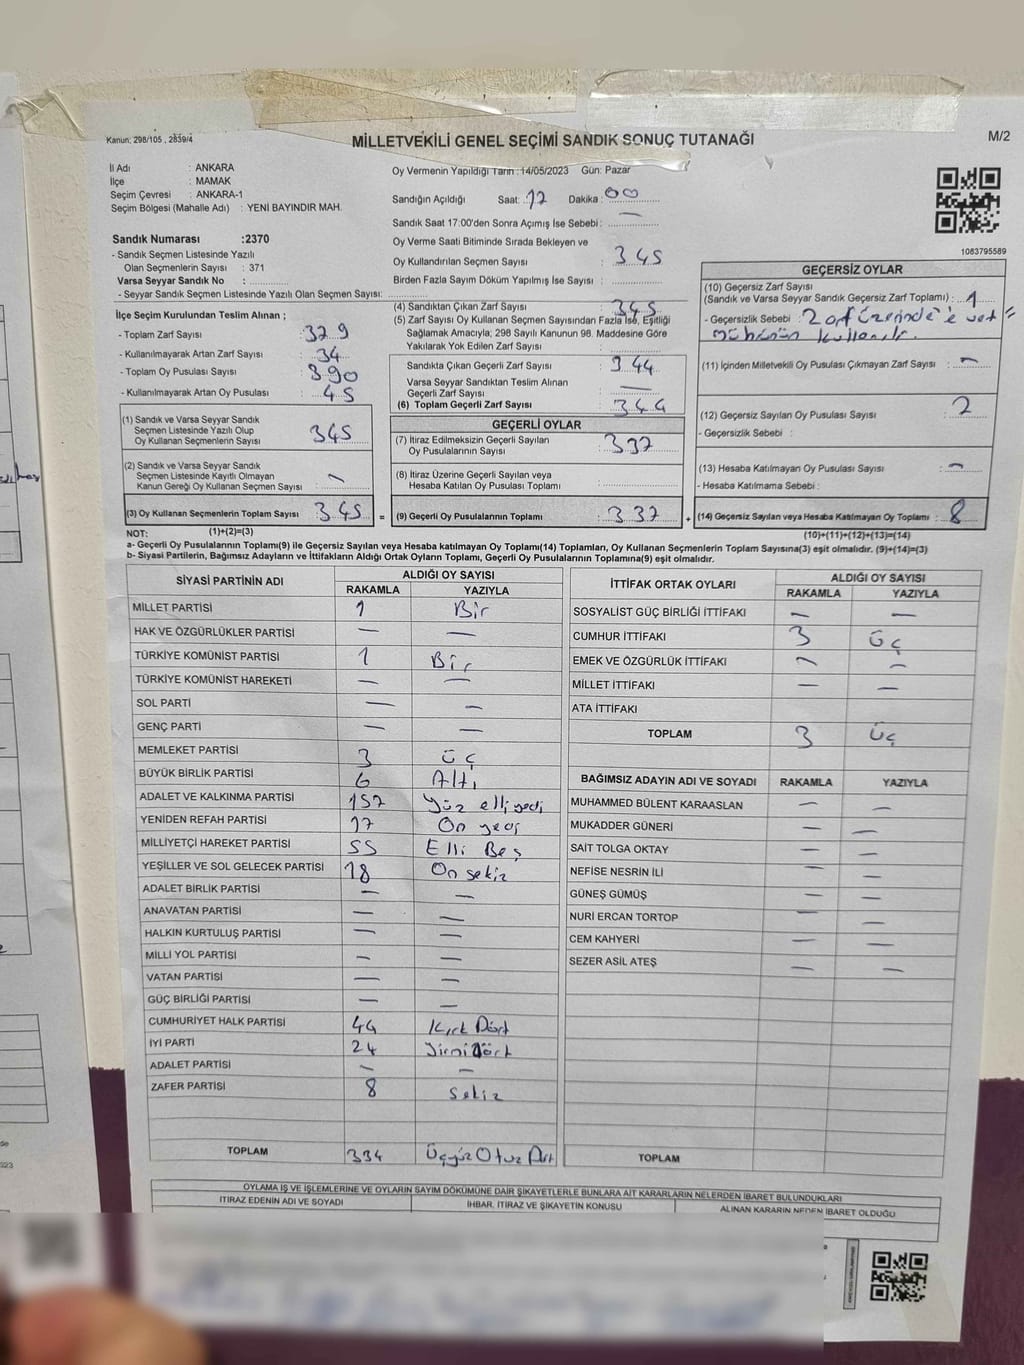 Kanun: 298/105 , 2839/4
MİLLETVEKİLİ GENEL SEÇİMİ SANDIK SONUÇ TUTANAĞI
M/2
İl Adı : ANKARA
İlçe : MAMAK
Seçim Çevresi : ANKARA-1
Seçim Bölgesi (Mahalle Adı) : YENİ BAYINDIR MAH.
Oy Vermenin Yapıldığı Tarih :14/05/2023 Gün: Pazar
Sandığın Açıldığı Saat: 17 Dakika : 00
Sandık Saat 17:00'den Sonra Açımış İse Sebebi : —
Oy Verme Saati Bitiminde Sırada Bekleyen ve
Oy Kullandırılan Seçmen Sayısı : 345
Birden Fazla Sayım Döküm Yapılmış İse Sayısı :
1083795589
Sandık Numarası :2370
- Sandık Seçmen Listesinde Yazılı
Olan Seçmenlerin Sayısı : 371
Varsa Seyyar Sandık No :
- Seyyar Sandık Seçmen Listesinde Yazılı Olan Seçmen Sayısı:
İlçe Seçim Kurulundan Teslim Alınan ;
- Toplam Zarf Sayısı : 379
- Kullanılmayarak Artan Zarf Sayısı : 34
- Toplam Oy Pusulası Sayısı : 390
- Kullanılmayarak Artan Oy Pusulası : 45
(1) Sandık ve Varsa Seyyar Sandık
Seçmen Listesinde Yazılı Olup
Oy Kullanan Seçmenlerin Sayısı : 345
(2) Sandık ve Varsa Seyyar Sandık
Seçmen Listesinde Kayıtlı Olmayan
Kanun Gereği Oy Kullanan Seçmen Sayısı : —
(3) Oy Kullanan Seçmenlerin Toplam Sayısı : 345 =
(4) Sandıktan Çıkan Zarf Sayısı : 345
(5) Zarf Sayısı Oy Kullanan Seçmen Sayısından Fazla İse, Eşitliği
Sağlamak Amacıyla; 298 Sayılı Kanunun 98. Maddesine Göre
Yakılarak Yok Edilen Zarf Sayısı :
Sandıkta Çıkan Geçerli Zarf Sayısı : 344
Varsa Seyyar Sandıktan Teslim Alınan
Geçerli Zarf Sayısı : —
(6) Toplam Geçerli Zarf Sayısı : 344
GEÇERLİ OYLAR
(7) İtiraz Edilmeksizin Geçerli Sayılan
Oy Pusulalarının Sayısı : 337
(8) İtiraz Üzerine Geçerli Sayılan veya
Hesaba Katılan Oy Pusulası Toplamı :
(9) Geçerli Oy Pusulalarının Toplamı : 337 +
GEÇERSİZ OYLAR
(10) Geçersiz Zarf Sayısı
(Sandık ve Varsa Seyyar Sandık Geçersiz Zarf Toplamı) : 1
- Geçersizlik Sebebi : Zarf üzerinde evet
mührünün kullanılır.
(11) İçinden Milletvekili Oy Pusulası Çıkmayan Zarf Sayısı : —
(12) Geçersiz Sayılan Oy Pusulası Sayısı : 7
- Geçersizlik Sebebi :
(13) Hesaba Katılmayan Oy Pusulası Sayısı : —
- Hesaba Katılmama Sebebi :
(14) Geçersiz Sayılan veya Hesaba Katılmayan Oy Toplamı : 8
NOT: (1)+(2)=(3)
(10)+(11)+(12)+(13)=(14)
a- Geçerli Oy Pusulalarının Toplamı(9) ile Geçersiz Sayılan veya Hesaba katılmayan Oy Toplamı(14) Toplamları, Oy Kullanan Seçmenlerin Toplam Sayısına(3) eşit olmalıdır. (9)+(14)=(3)
b- Siyasi Partilerin, Bağımsız Adayların ve İttifakların Aldığı Ortak Oyların Toplamı, Geçerli Oy Pusulalarının Toplamına(9) eşit olmalıdır.
SİYASİ PARTİNİN ADI ALDIĞI OY SAYISI
RAKAMLA YAZIYLA
MİLLET PARTİSİ 1 Bir
HAK VE ÖZGÜRLÜKLER PARTİSİ — —
TÜRKİYE KOMÜNİST PARTİSİ 1 Bir
TÜRKİYE KOMÜNİST HAREKETİ — —
SOL PARTİ — —
GENÇ PARTİ — —
MEMLEKET PARTİSİ 3 üç
BÜYÜK BİRLİK PARTİSİ 6 Altı
ADALET VE KALKINMA PARTİSİ 157 Yüz elli yedi
YENİDEN REFAH PARTİSİ 17 On yedi
MİLLİYETÇİ HAREKET PARTİSİ 55 Elli Beş
YEŞİLLER VE SOL GELECEK PARTİSİ 18 On sekiz
ADALET BİRLİK PARTİSİ — —
ANAVATAN PARTİSİ — —
HALKIN KURTULUŞ PARTİSİ — —
MİLLİ YOL PARTİSİ — —
VATAN PARTİSİ — —
GÜÇ BİRLİĞİ PARTİSİ — —
CUMHURİYET HALK PARTİSİ 44 Kırk Dört
İYİ PARTİ 24 Yirmi Dört
ADALET PARTİSİ — —
ZAFER PARTİSİ 8 Sekiz
TOPLAM 334 Üçyüz Otuz Dört
İTTİFAK ORTAK OYLARI ALDIĞI OY SAYISI
RAKAMLA YAZIYLA
SOSYALİST GÜÇ BİRLİĞİ İTTİFAKI — —
CUMHUR İTTİFAKI 3 üç
EMEK VE ÖZGÜRLÜK İTTİFAKI — —
MİLLET İTTİFAKI — —
ATA İTTİFAKI
TOPLAM 3 üç
BAĞIMSIZ ADAYIN ADI VE SOYADI RAKAMLA YAZIYLA
MUHAMMED BÜLENT KARAASLAN — —
MUKADDER GÜNERİ — —
SAİT TOLGA OKTAY — —
NEFİSE NESRİN İLİ — —
GÜNEŞ GÜMÜŞ — —
NURİ ERCAN TORTOP — —
CEM KAHYERİ — —
SEZER ASİL ATEŞ — —
TOPLAM
OYLAMA İŞ VE İŞLEMLERİNE VE OYLARIN SAYIM DÖKÜMÜNE DAİR ŞİKAYETLERLE BUNLARA AİT KARARLARIN NELERDEN İBARET BULUNDUKLARI
İTİRAZ EDENİN ADI VE SOYADI İHBAR, İTİRAZ VE ŞİKAYETİN KONUSU ALINAN KARARIN NEDEN İBARET OLDUĞU